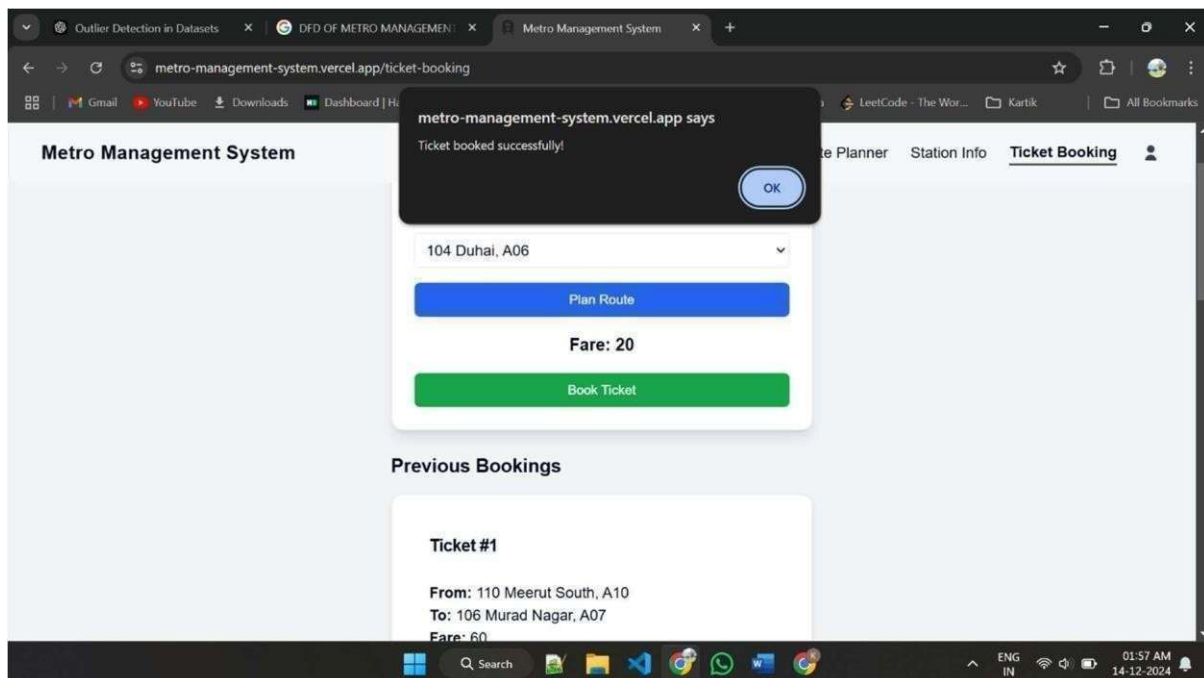 Outlier Detection in Datasets
DFD OF METRO MANAGEMENT
Metro Management System
metro-management-system.vercel.app/ticket-booking
Gmail
YouTube
Downloads
Dashboard | H
LeetCode - The Wor...
Kartik
All Bookmarks
metro-management-system.vercel.app says
Ticket booked successfully!
OK
Metro Management System
Planner
Station Info
Ticket Booking
104 Duhai, A06
Plan Route
Fare: 20
Book Ticket
Previous Bookings
Ticket #1
From: 110 Meerut South, A10
To: 106 Murad Nagar, A07
Fare: 60
Search
ENG
IN
01:57 AM
14-12-2024